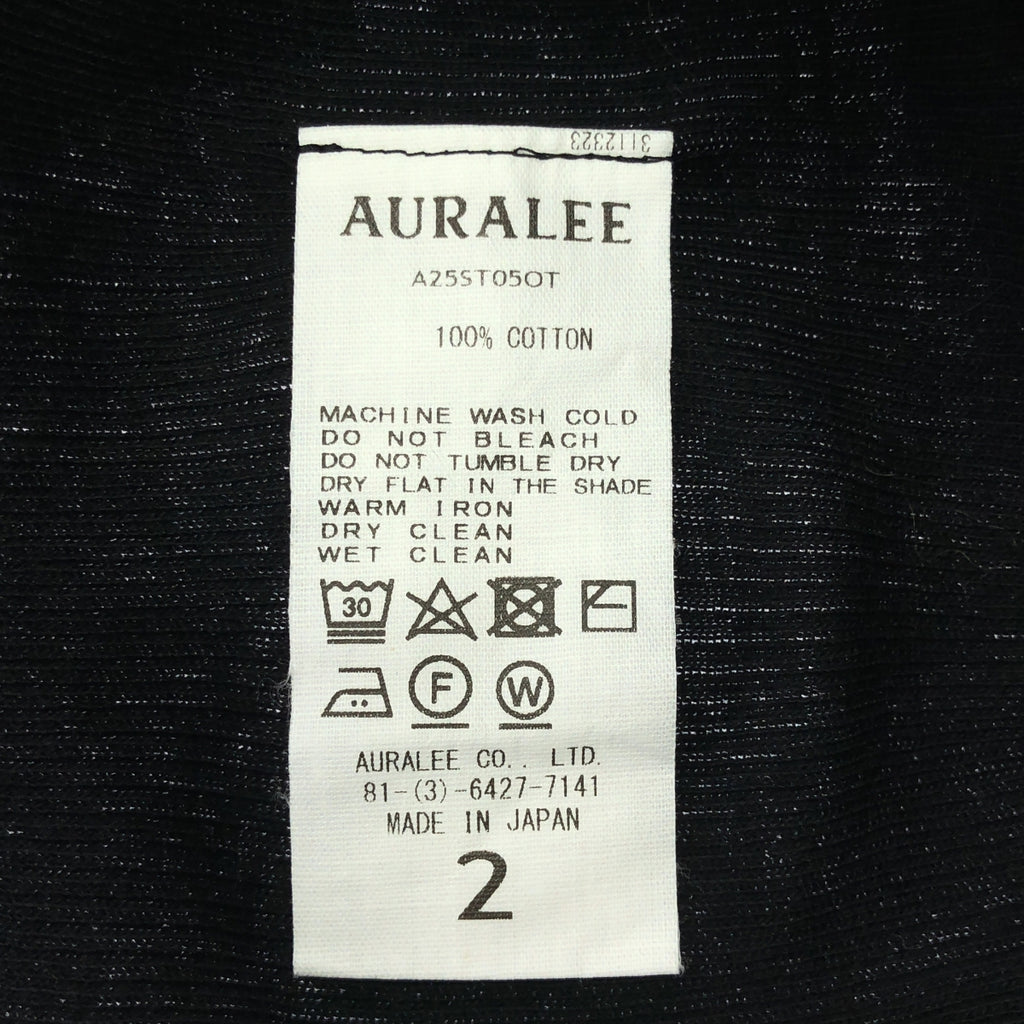 3112323
AURALEE
A25ST05OT
100% COTTON
MACHINE WASH COLD
DO NOT BLEACH
DO NOT TUMBLE DRY
DRY FLAT IN THE SHADE
WARM IRON
DRY CLEAN
WET CLEAN
30
F W
AURALEE CO., LTD.
81-(3)-6427-7141
MADE IN JAPAN
2